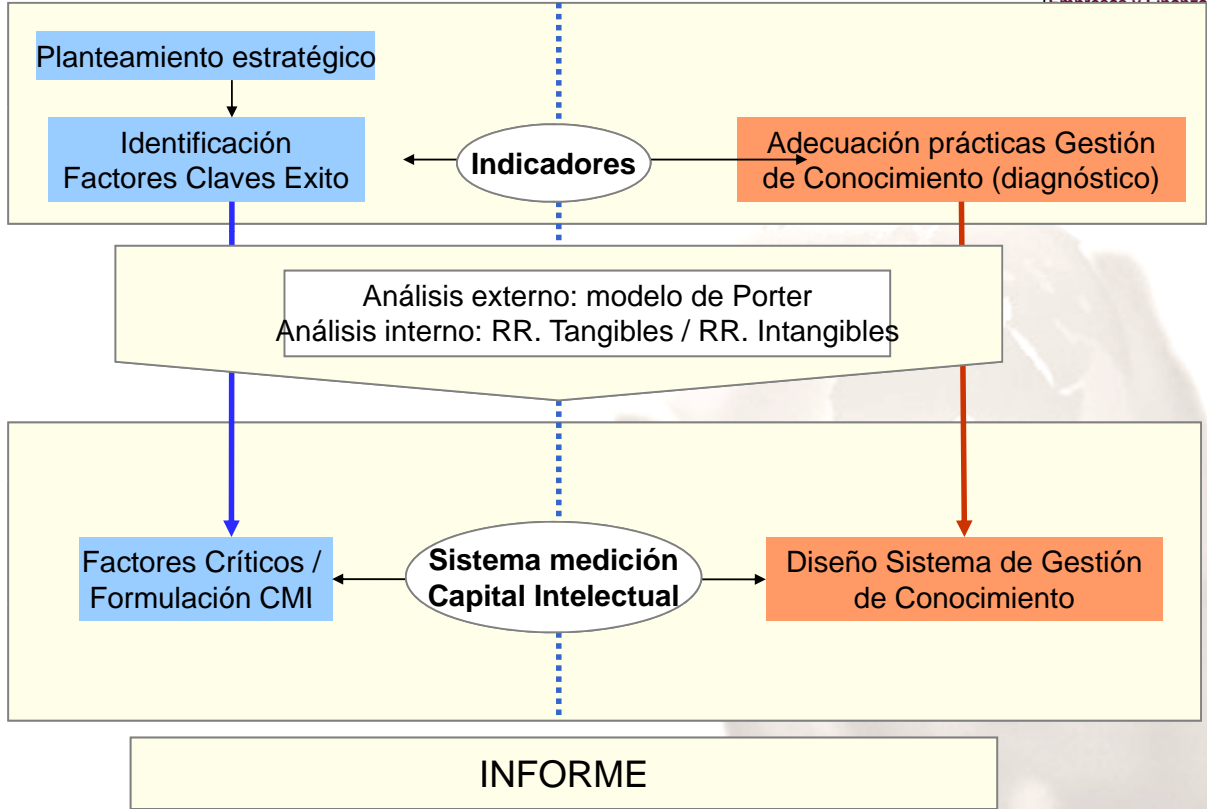 Planteamiento estratégico
Identificación
Factores Claves Exito
Indicadores
Adecuación prácticas Gestión
de Conocimiento (diagnóstico)
Análisis externo: modelo de Porter
Análisis interno: RR. Tangibles / RR. Intangibles
Factores Críticos /
Formulación CMI
Sistema medición
Capital Intelectual
Diseño Sistema de Gestión
de Conocimiento
INFORME